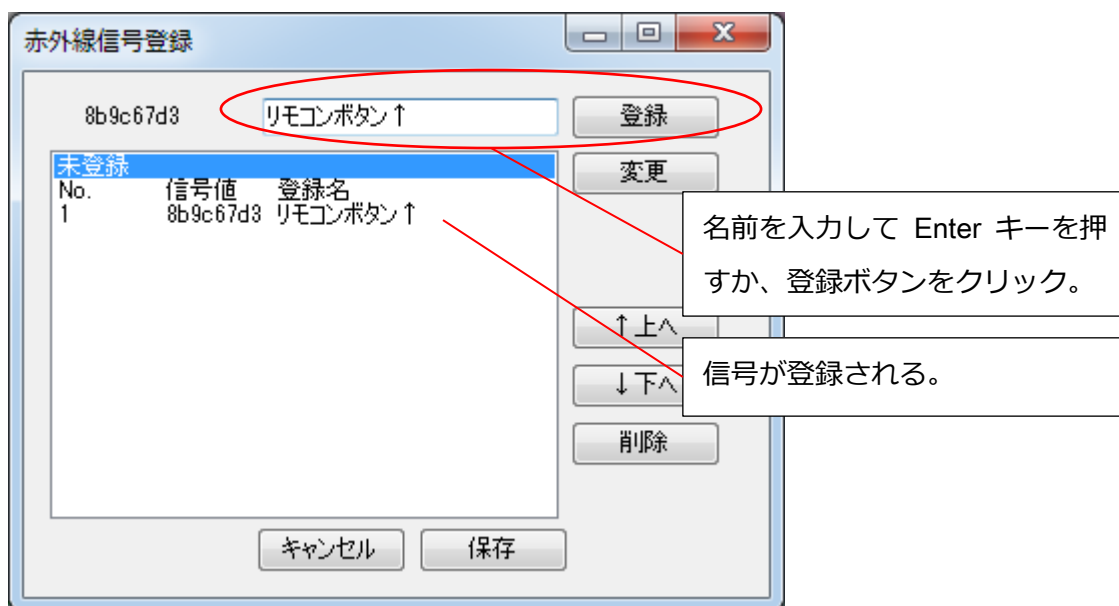 赤外線信号登録
8b9c67d3 リモコンボタン↑ 登録
未登録
No. 信号値 登録名
1 8b9c67d3 リモコンボタン↑
変更
名前を入力して Enter キーを押
すか、登録ボタンをクリック。
↑上へ
信号が登録される。
↓下へ
削除
キャンセル 保存